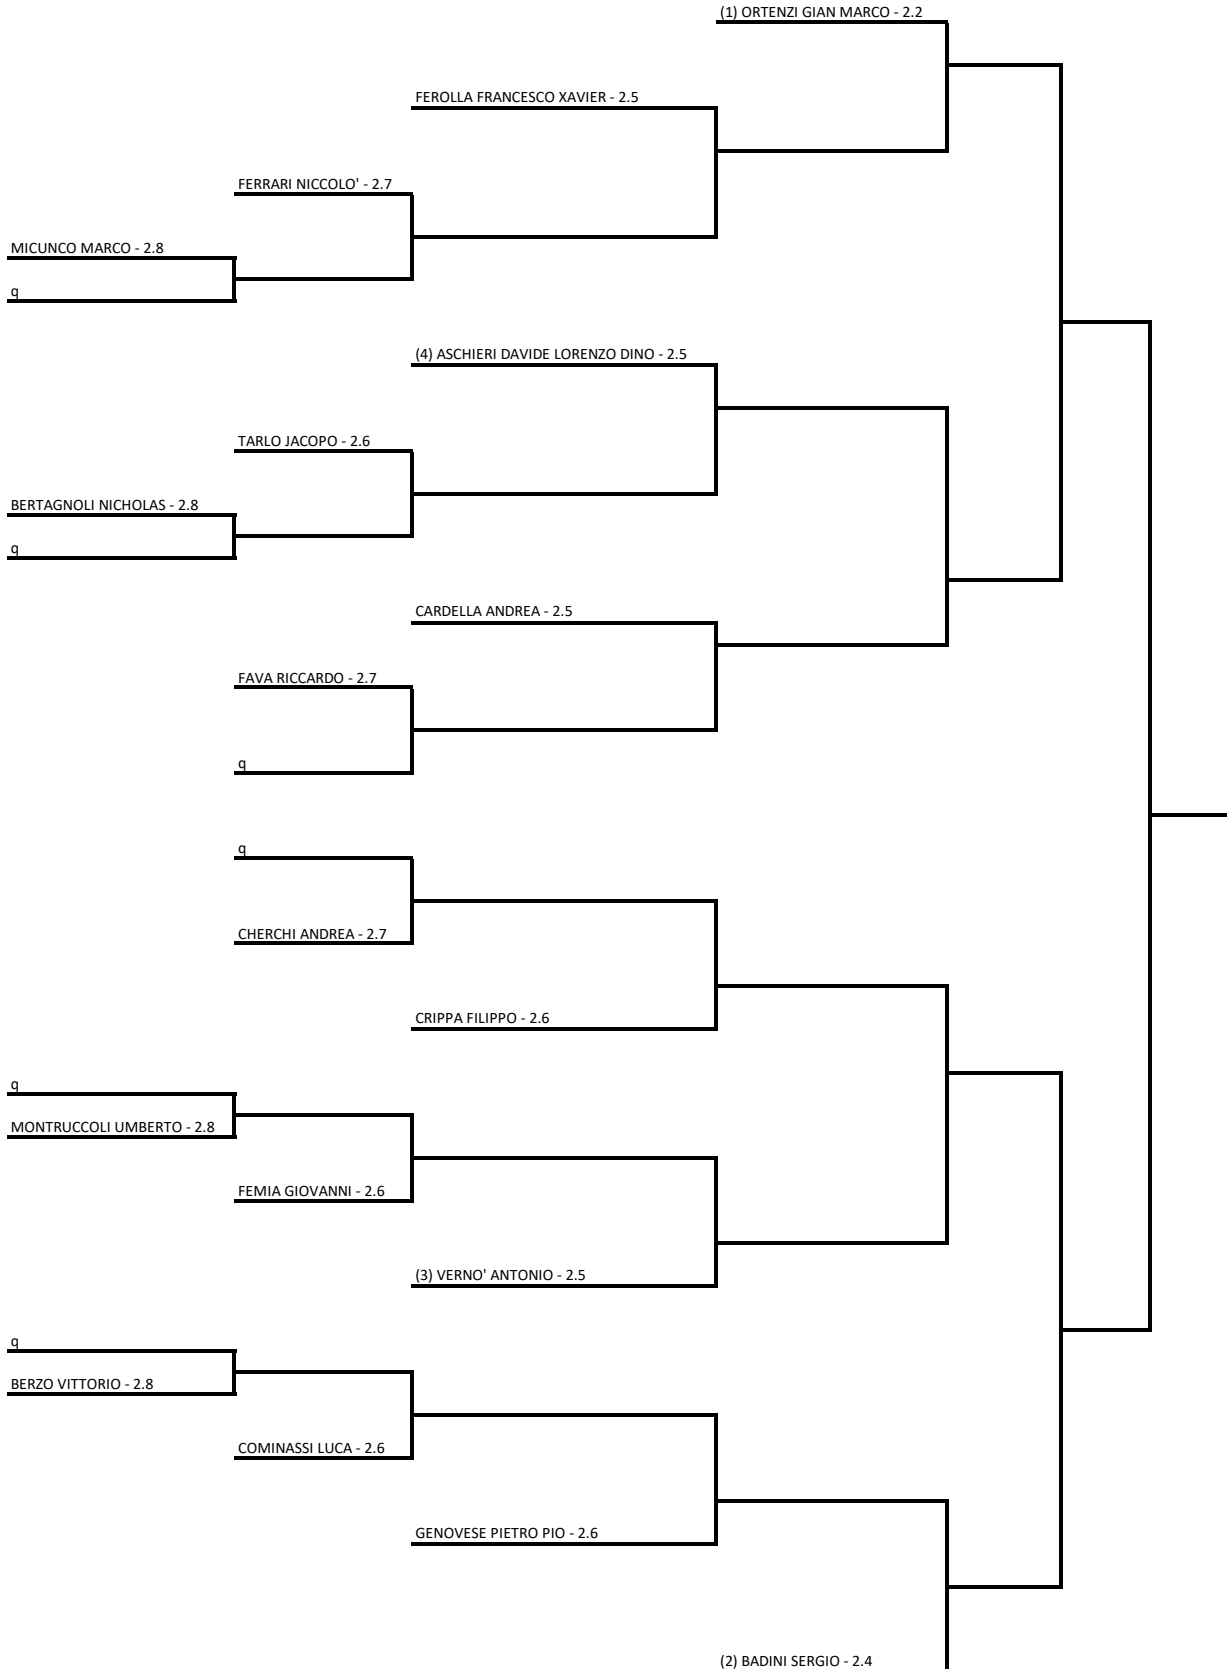 (1) ORTENZI GIAN MARCO - 2.2
FEROLLA FRANCESCO XAVIER - 2.5
FERRARI NICCOLO' - 2.7
MICUNCO MARCO - 2.8
q
(4) ASCHIERI DAVIDE LORENZO DINO - 2.5
TARLO JACOPO - 2.6
BERTAGNOLI NICHOLAS - 2.8
q
CARDELLA ANDREA - 2.5
FAVA RICCARDO - 2.7
q
q
CHERCHI ANDREA - 2.7
CRIPPA FILIPPO - 2.6
q
MONTRUCCOLI UMBERTO - 2.8
FEMIA GIOVANNI - 2.6
(3) VERNO' ANTONIO - 2.5
q
BERZO VITTORIO - 2.8
COMINASSI LUCA - 2.6
GENOVESE PIETRO PIO - 2.6
(2) BADINI SERGIO - 2.4